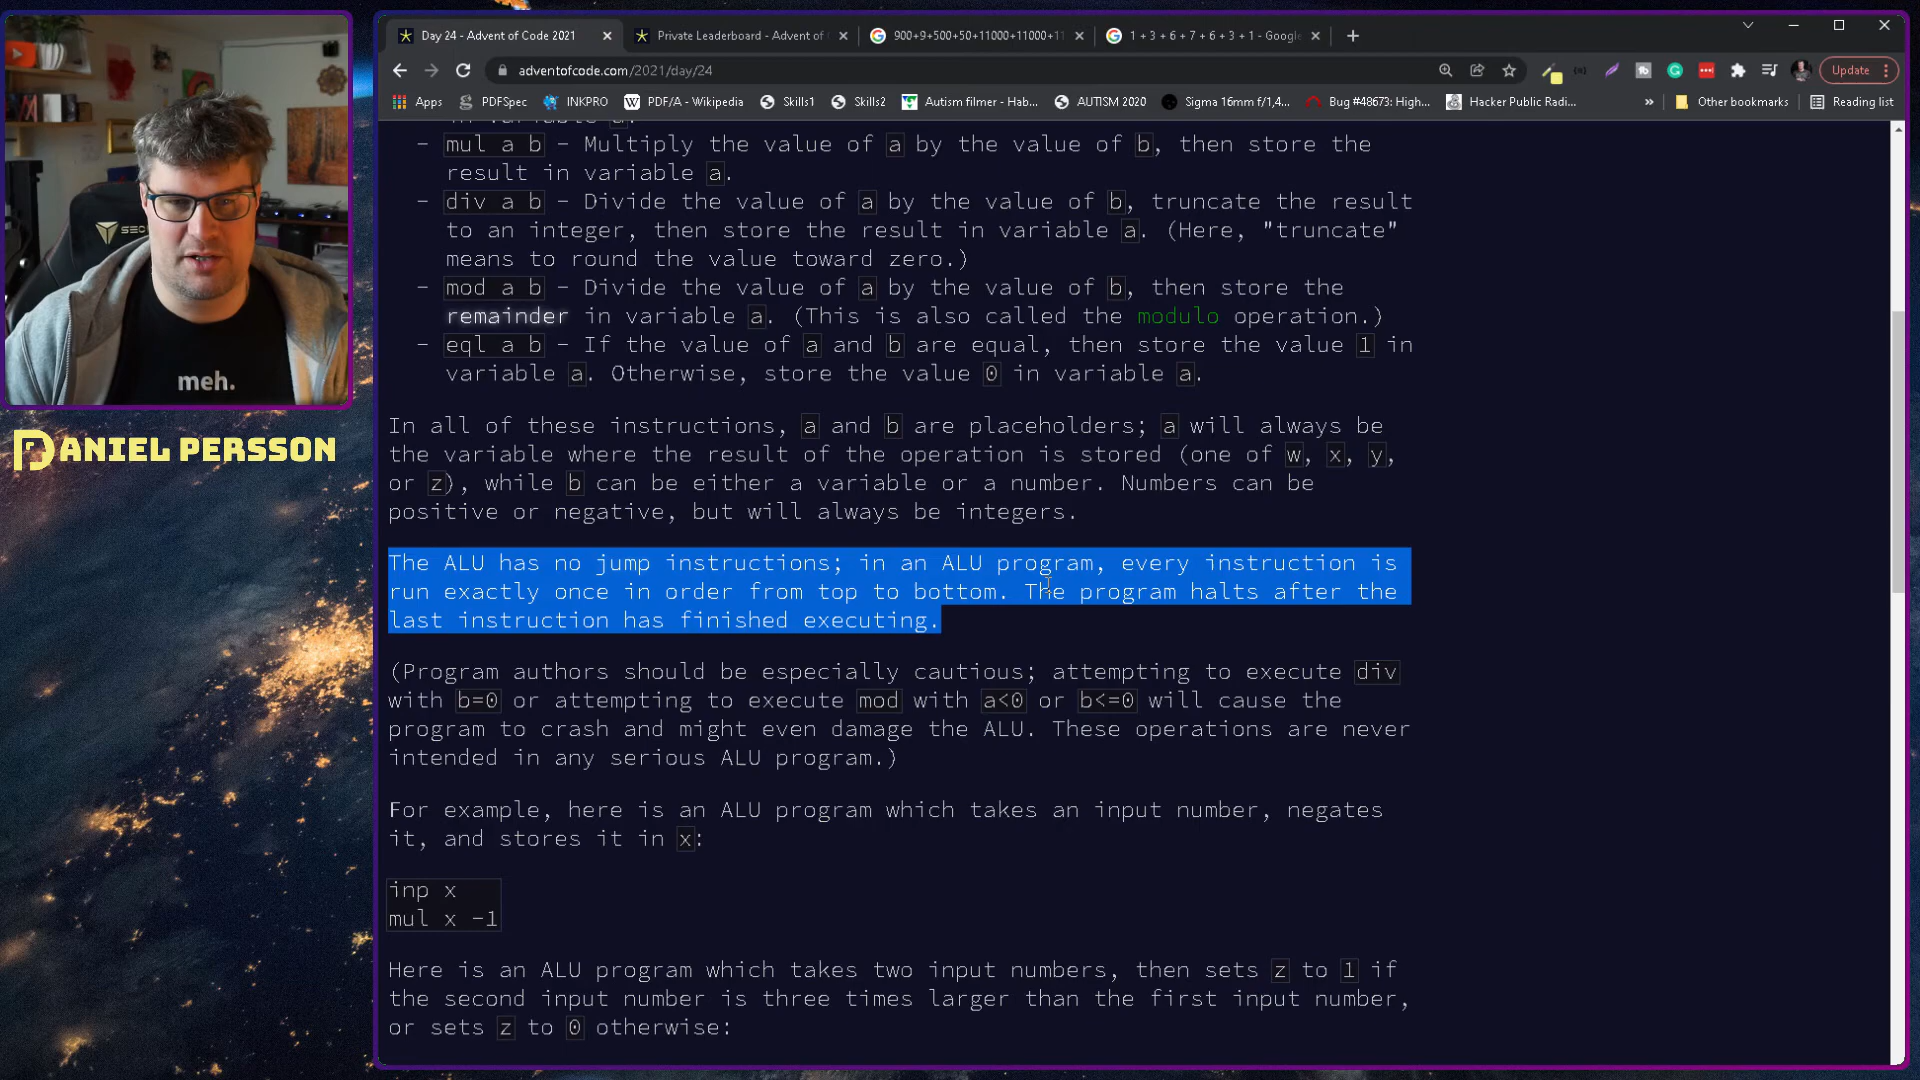 Day 24 - Advent of Code 2021
Private Leaderboard - Advent of
900+9+500+50+11000+11000+11
1 + 3 + 6 + 7 + 6 + 3 + 1 - Google
adventofcode.com/2021/day/24
Update
Apps
PDFSpec
INKPRO
PDF/A - Wikipedia
Skills1
Skills2
Autism filmer - Hab...
AUTISM 2020
Sigma 16mm f/1,4...
Bug #48673: High...
Hacker Public Radi...
»
Other bookmarks
Reading list
in variable a.
- mul a b - Multiply the value of a by the value of b, then store the
result in variable a.
- div a b - Divide the value of a by the value of b, truncate the result
to an integer, then store the result in variable a. (Here, "truncate"
means to round the value toward zero.)
- mod a b - Divide the value of a by the value of b, then store the
remainder in variable a. (This is also called the modulo operation.)
- eql a b - If the value of a and b are equal, then store the value 1 in
variable a. Otherwise, store the value 0 in variable a.
In all of these instructions, a and b are placeholders; a will always be
the variable where the result of the operation is stored (one of w, x, y,
or z), while b can be either a variable or a number. Numbers can be
positive or negative, but will always be integers.
The ALU has no jump instructions; in an ALU program, every instruction is
run exactly once in order from top to bottom. The program halts after the
last instruction has finished executing.
(Program authors should be especially cautious; attempting to execute div
with b=0 or attempting to execute mod with a<0 or b<=0 will cause the
program to crash and might even damage the ALU. These operations are never
intended in any serious ALU program.)
For example, here is an ALU program which takes an input number, negates
it, and stores it in x:
inp x
mul x -1
Here is an ALU program which takes two input numbers, then sets z to 1 if
the second input number is three times larger than the first input number,
or sets z to 0 otherwise:
meh.
DANIEL PERSSON